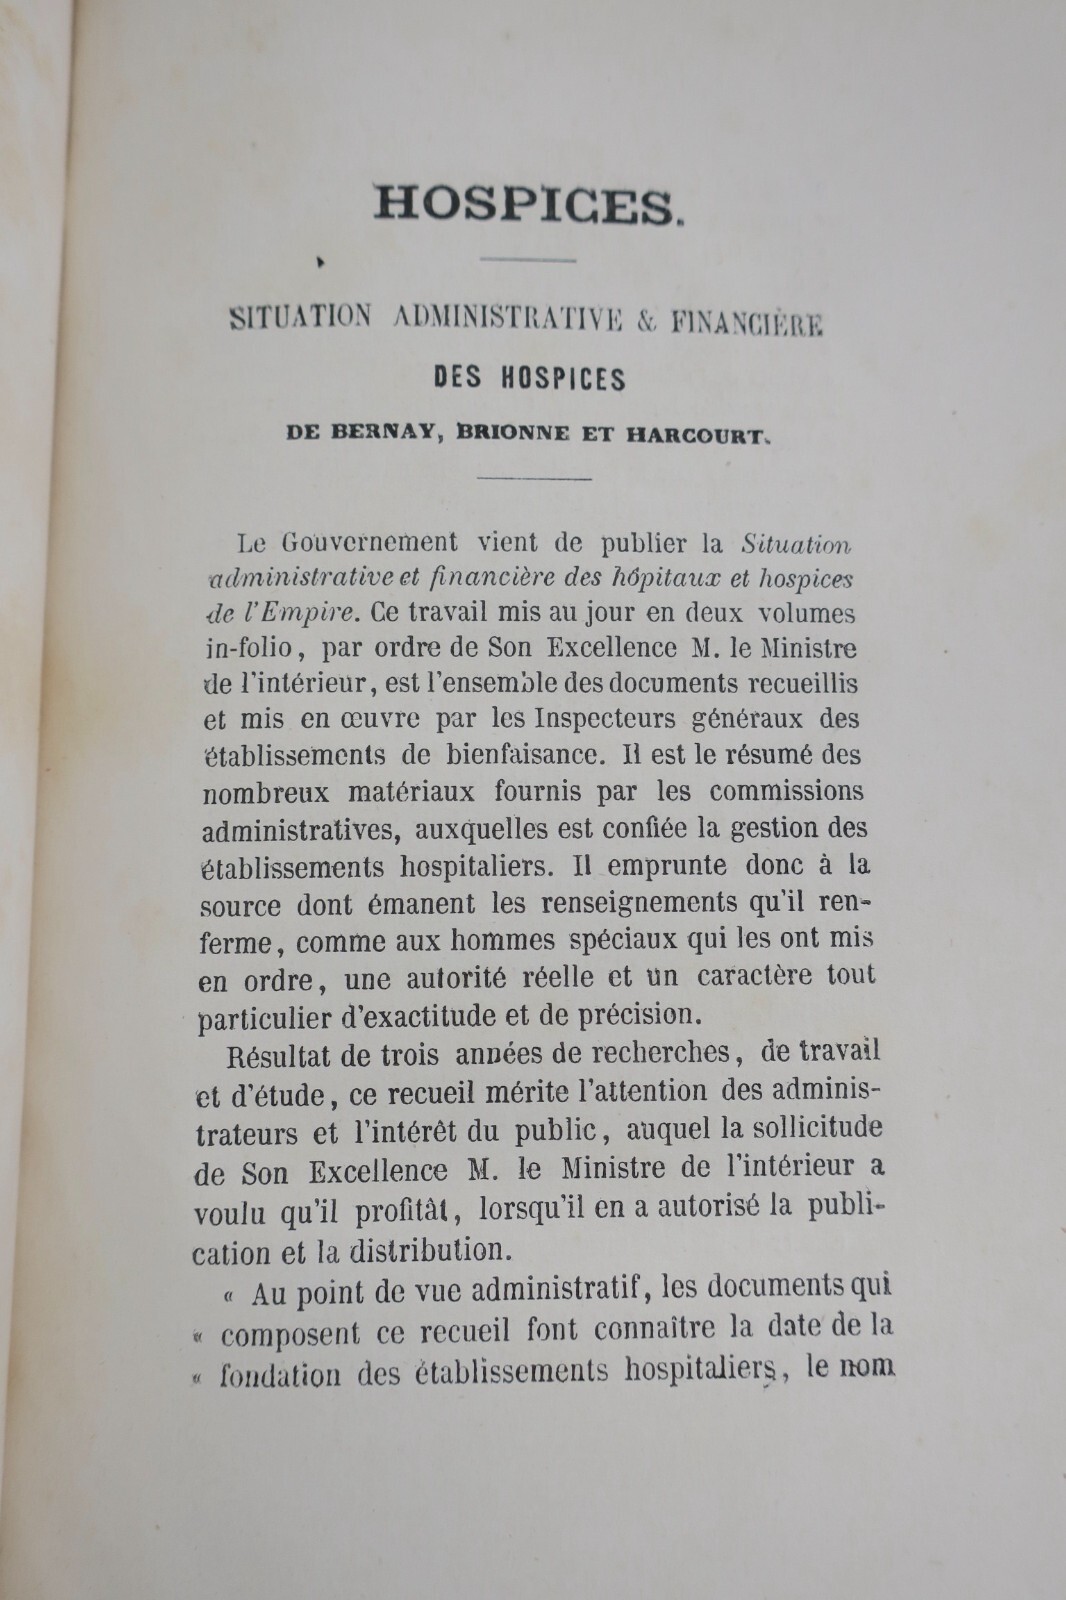 HOSPICES.
SITUATION ADMINISTRATIVE & FINANCIÈRE
DES HOSPICES
DE BERNAY, BRIONNE ET HARCOURT.
Le Gouvernement vient de publier la Situation
administrative et financière des hôpitaux et hospices
de l'Empire. Ce travail mis au jour en deux volumes
in-folio, par ordre de Son Excellence M. le Ministre
de l'intérieur, est l'ensemble des documents recueillis
et mis en œuvre par les Inspecteurs généraux des
établissements de bienfaisance. Il est le résumé des
nombreux matériaux fournis par les commissions
administratives, auxquelles est confiée la gestion des
établissements hospitaliers. Il emprunte donc à la
source dont émanent les renseignements qu'il ren-
ferme, comme aux hommes spéciaux qui les ont mis
en ordre, une autorité réelle et un caractère tout
particulier d'exactitude et de précision.
Résultat de trois années de recherches, de travail
et d'étude, ce recueil mérite l'attention des adminis-
trateurs et l'intérêt du public, auquel la sollicitude
de Son Excellence M. le Ministre de l'intérieur a
voulu qu'il profitât, lorsqu'il en a autorisé la publi-
cation et la distribution.
« Au point de vue administratif, les documents qui
« composent ce recueil font connaître la date de la
« fondation des établissements hospitaliers, le nom